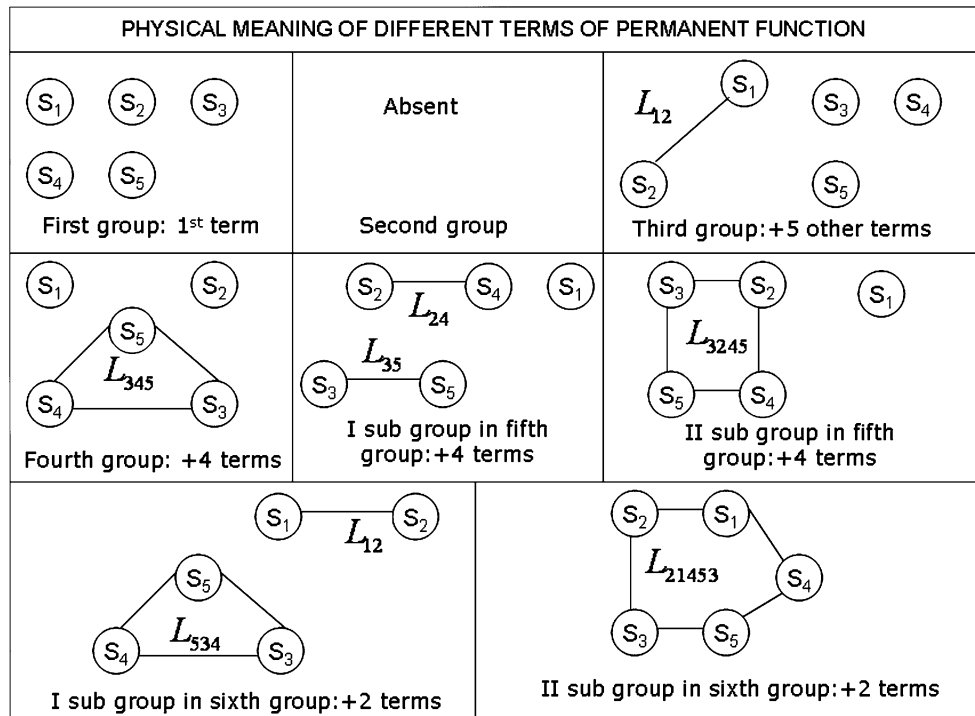 PHYSICAL MEANING OF DIFFERENT TERMS OF PERMANENT FUNCTION
S1 S2 S3
S4 S5
First group: 1st term
Absent
Second group
S1 S3 S4
L12
S2 S5
Third group:+5 other terms
S1 S2
S5
L345
S4 S3
Fourth group: +4 terms
S2 S4 S1
L24
L35
S3 S5
I sub group in fifth
group:+4 terms
S3 S2 S1
L3245
S5 S4
II sub group in fifth
group:+4 terms
S1 S2
L12
S5
L534
S4 S3
I sub group in sixth group:+2 terms
S2 S1
L21453
S4
S3 S5
II sub group in sixth group:+2 terms